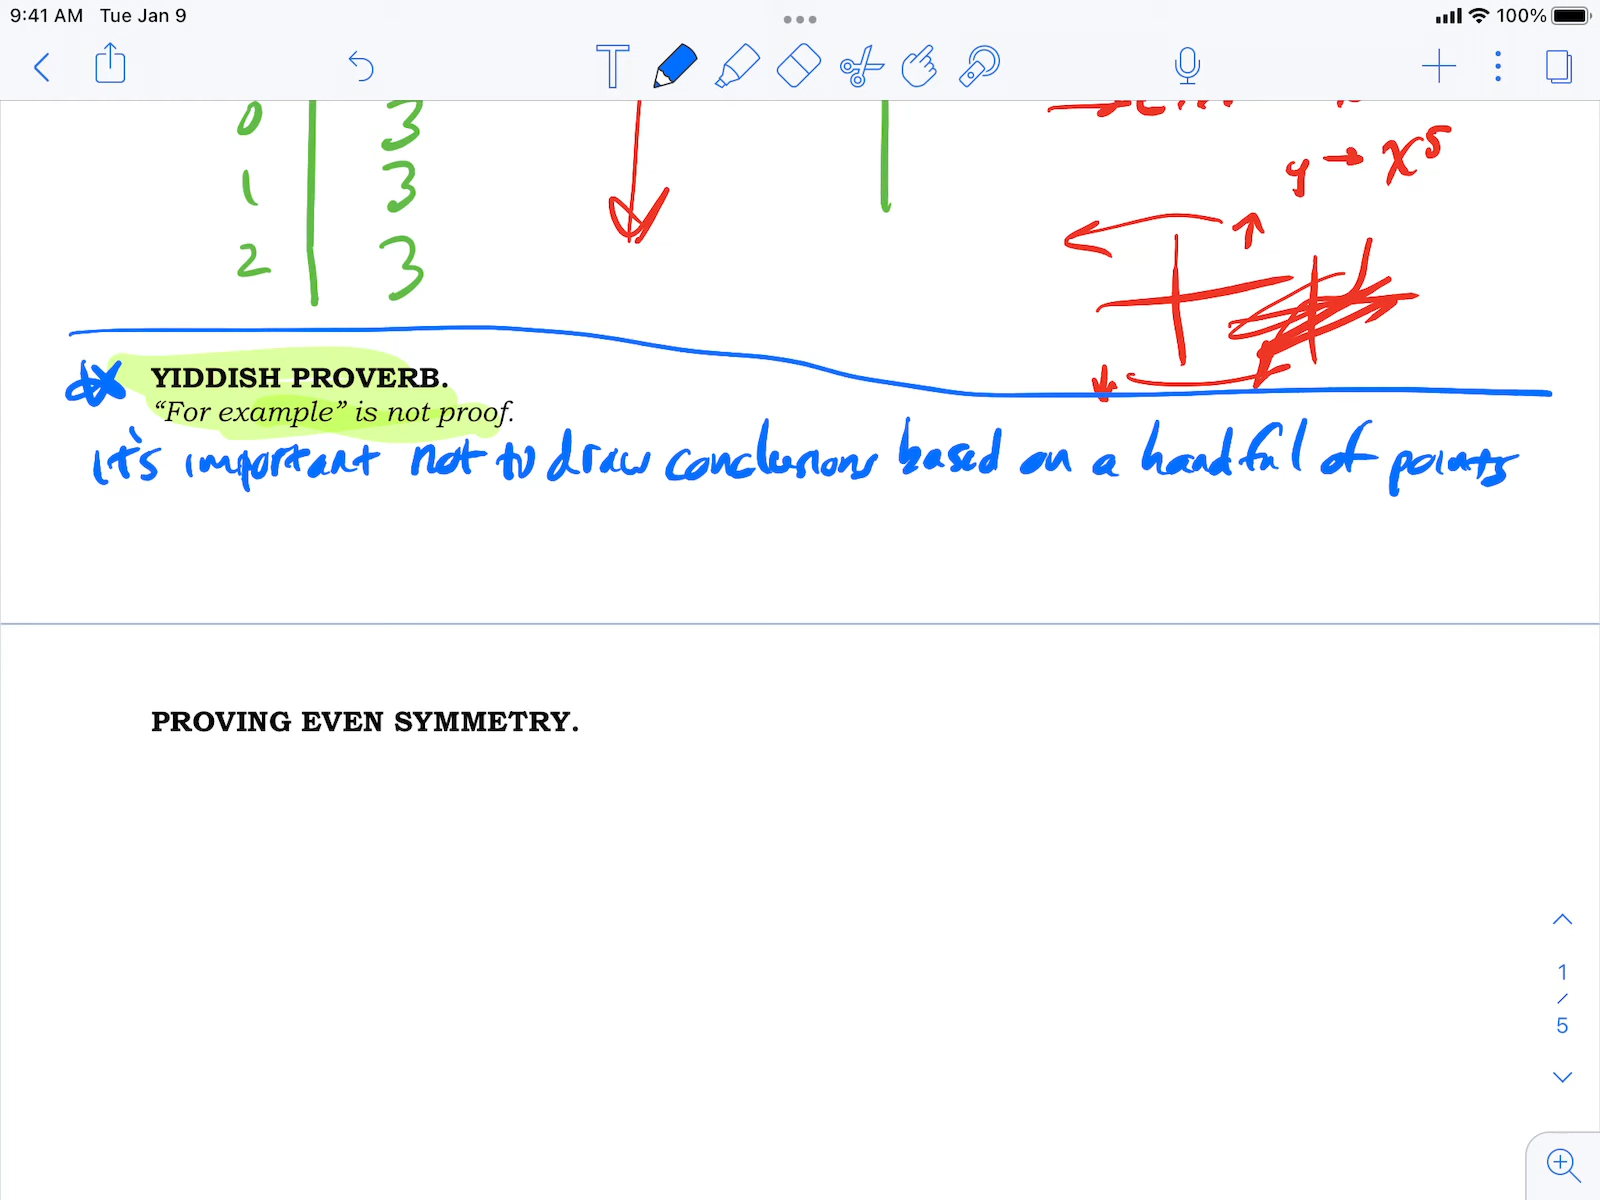 9:41 AM Tue Jan 9
100%
0 3
1 3
2 3
y → x⁵
YIDDISH PROVERB.
“For example” is not proof.
it's important not to draw conclusions based on a handful of points
PROVING EVEN SYMMETRY.
1
/
5